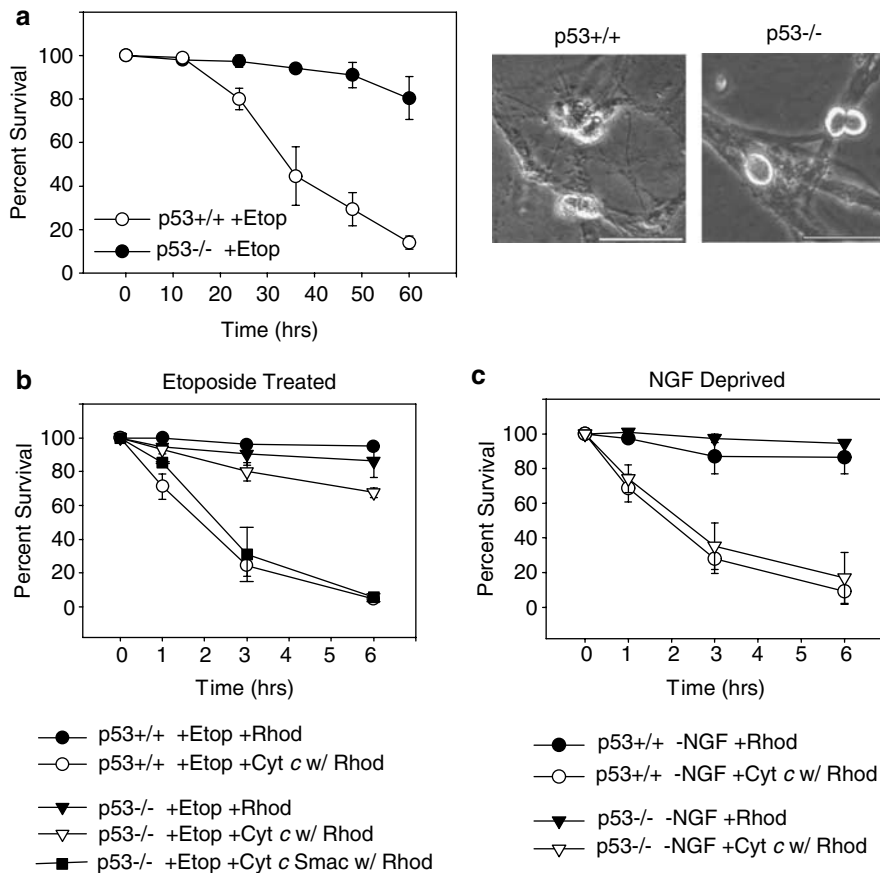 a
100
80
60
40
20
0
Percent Survival
p53+/+ +Etop
p53-/- +Etop
0 10 20 30 40 50 60
Time (hrs)
p53+/+
p53-/-
b
Etoposide Treated
100
80
60
40
20
0
Percent Survival
0 1 2 3 4 5 6
Time (hrs)
p53+/+ +Etop +Rhod
p53+/+ +Etop +Cyt c w/ Rhod
p53-/- +Etop +Rhod
p53-/- +Etop +Cyt c w/ Rhod
p53-/- +Etop +Cyt c Smac w/ Rhod
c
NGF Deprived
100
80
60
40
20
0
Percent Survival
0 1 2 3 4 5 6
Time (hrs)
p53+/+ -NGF +Rhod
p53+/+ -NGF +Cyt c w/ Rhod
p53-/- -NGF +Rhod
p53-/- -NGF +Cyt c w/ Rhod